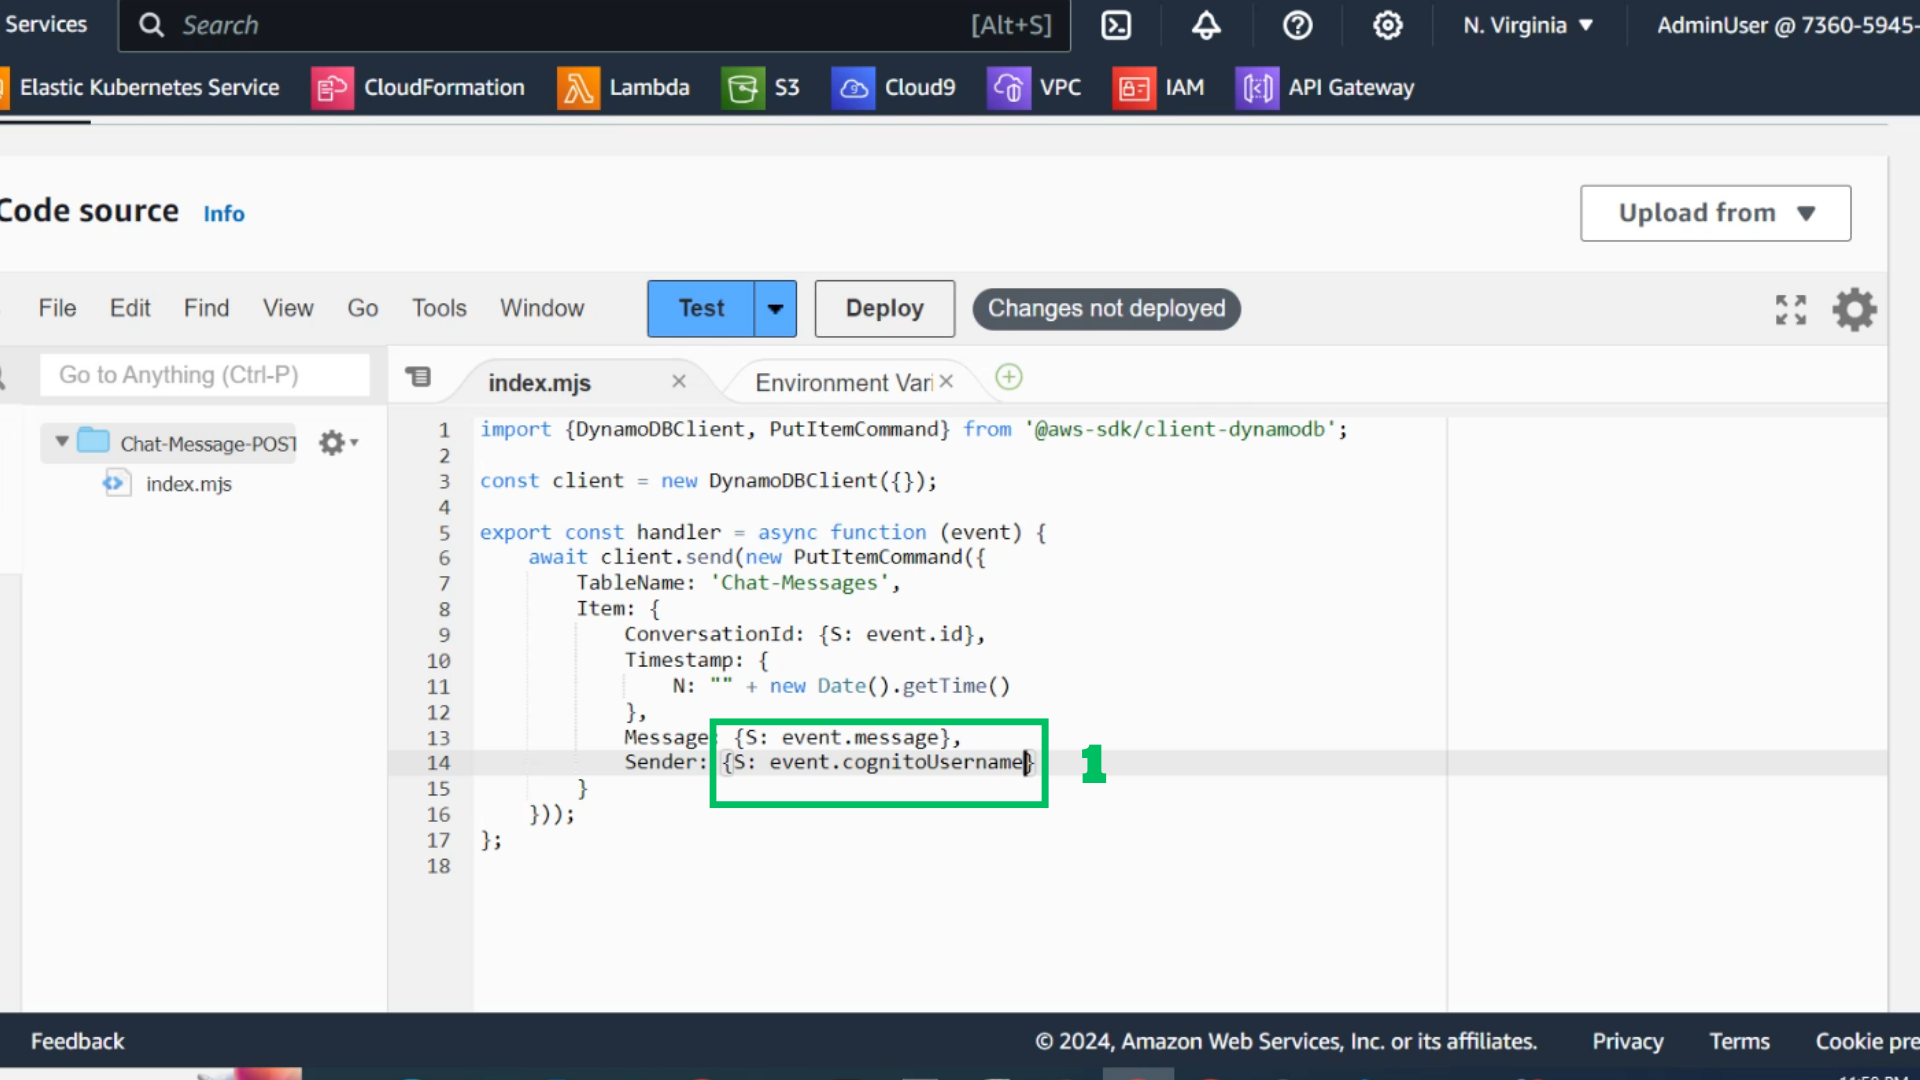 Services Search [Alt+S] N. Virginia AdminUser @ 7360-5945-
Elastic Kubernetes Service CloudFormation Lambda S3 Cloud9 VPC IAM API Gateway
Code source Info Upload from
File Edit Find View Go Tools Window Test Deploy Changes not deployed
Go to Anything (Ctrl-P) index.mjs Environment Vari
Chat-Message-POST
index.mjs
1 import {DynamoDBClient, PutItemCommand} from '@aws-sdk/client-dynamodb';
2
3 const client = new DynamoDBClient({});
4
5 export const handler = async function (event) {
6 await client.send(new PutItemCommand({
7 TableName: 'Chat-Messages',
8 Item: {
9 ConversationId: {S: event.id},
10 Timestamp: {
11 N: "" + new Date().getTime()
12 },
13 Message: {S: event.message},
14 Sender: {S: event.cognitoUsername} 1
15 }
16 }));
17 };
18
Feedback © 2024, Amazon Web Services, Inc. or its affiliates. Privacy Terms Cookie pre